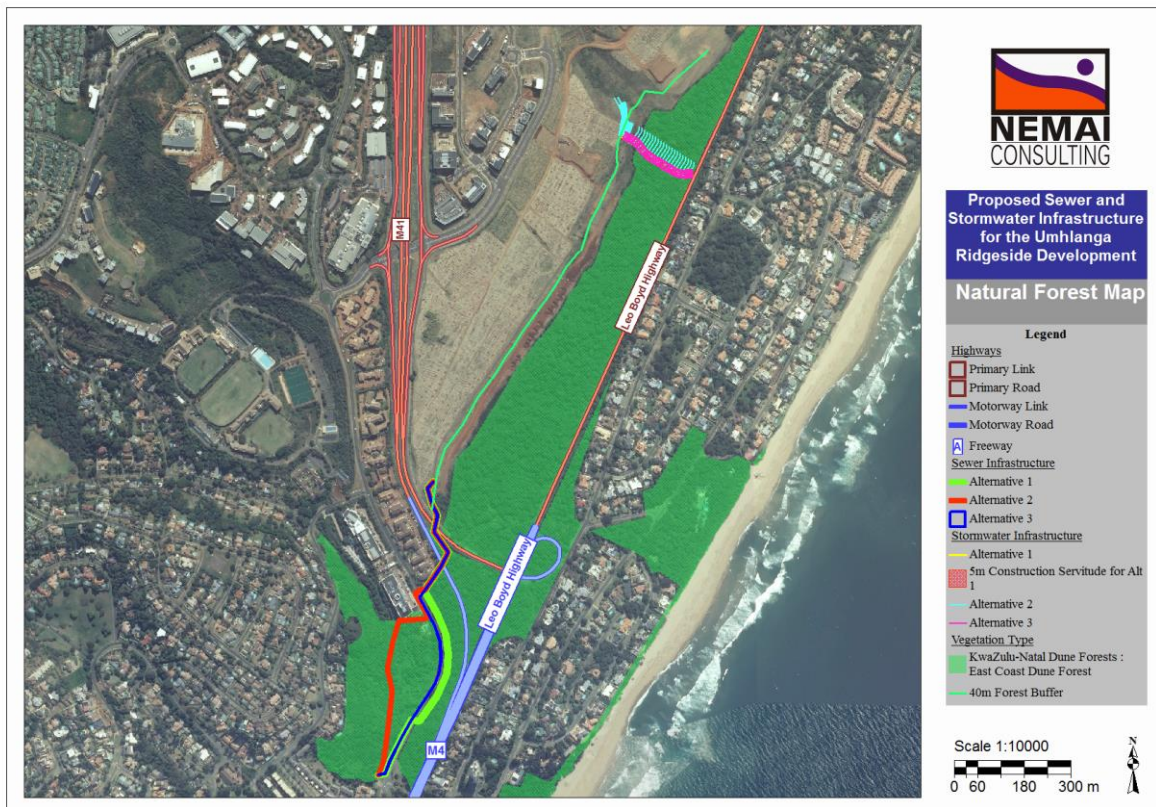 M41
Leo Boyd Highway
Leo Boyd Highway
M4
NEMAI
CONSULTING
Proposed Sewer and
Stormwater Infrastructure
for the Umhlanga
Ridgeside Development
Natural Forest Map
Legend
Highways
Primary Link
Primary Road
Motorway Link
Motorway Road
A Freeway
Sewer Infrastructure
Alternative 1
Alternative 2
Alternative 3
Stormwater Infrastructure
Alternative 1
5m Construction Servitude for Alt
1
Alternative 2
Alternative 3
Vegetation Type
KwaZulu-Natal Dune Forests :
East Coast Dune Forest
40m Forest Buffer
Scale 1:10000
N
0 60 180 300 m